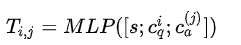 T_{i,j} = MLP([s; c_q^i; c_a^{(j)}])